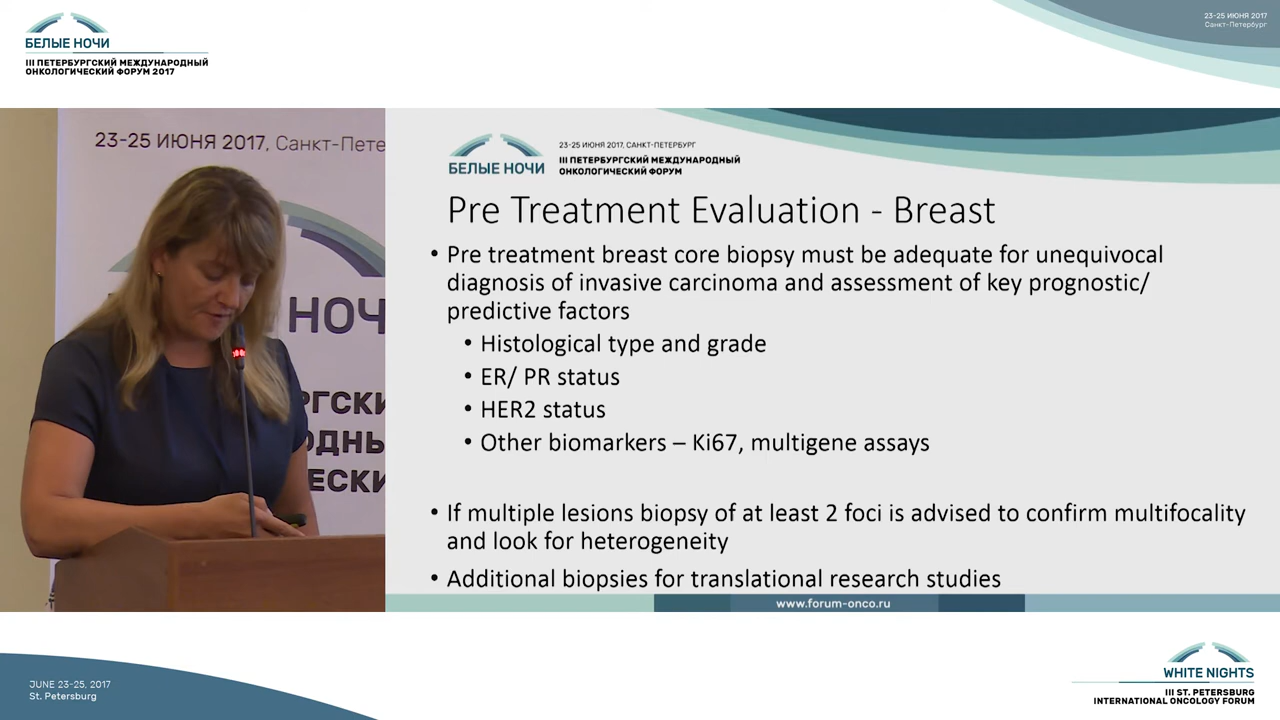 БЕЛЫЕ НОЧИ
III ПЕТЕРБУРГСКИЙ МЕЖДУНАРОДНЫЙ
ОНКОЛОГИЧЕСКИЙ ФОРУМ 2017
23-25 ИЮНЯ 2017
Санкт-Петербург
23-25 ИЮНЯ 2017, Санкт-Пете
НОЧ
РГСКИ
ОДНЫ
ЕСКИ
БЕЛЫЕ НОЧИ
23-25 ИЮНЯ 2017, САНКТ-ПЕТЕРБУРГ
III ПЕТЕРБУРГСКИЙ МЕЖДУНАРОДНЫЙ
ОНКОЛОГИЧЕСКИЙ ФОРУМ
Pre Treatment Evaluation - Breast
• Pre treatment breast core biopsy must be adequate for unequivocal
diagnosis of invasive carcinoma and assessment of key prognostic/
predictive factors
• Histological type and grade
• ER/ PR status
• HER2 status
• Other biomarkers – Ki67, multigene assays
• If multiple lesions biopsy of at least 2 foci is advised to confirm multifocality
and look for heterogeneity
• Additional biopsies for translational research studies
www.forum-onco.ru
JUNE 23-25, 2017
St. Petersburg
WHITE NIGHTS
III ST. PETERSBURG
INTERNATIONAL ONCOLOGY FORUM